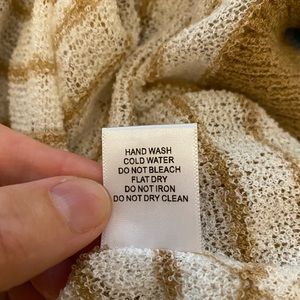 HAND WASH
COLD WATER
DO NOT BLEACH
FLAT DRY
DO NOT IRON
DO NOT DRY CLEAN